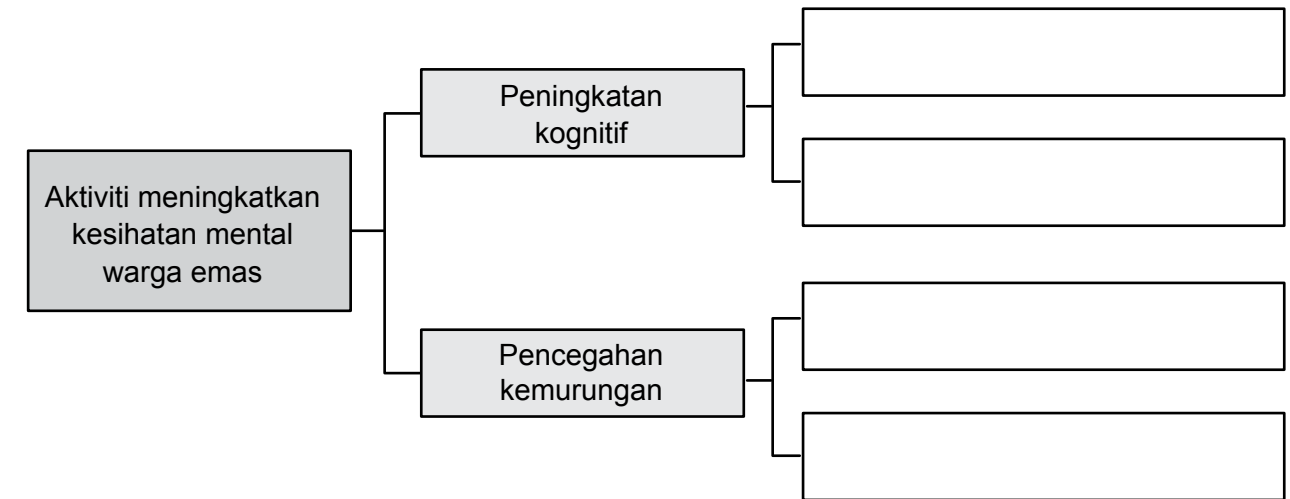 Peningkatan
kognitif
Aktiviti meningkatkan
kesihatan mental
warga emas
Pencegahan
kemurungan